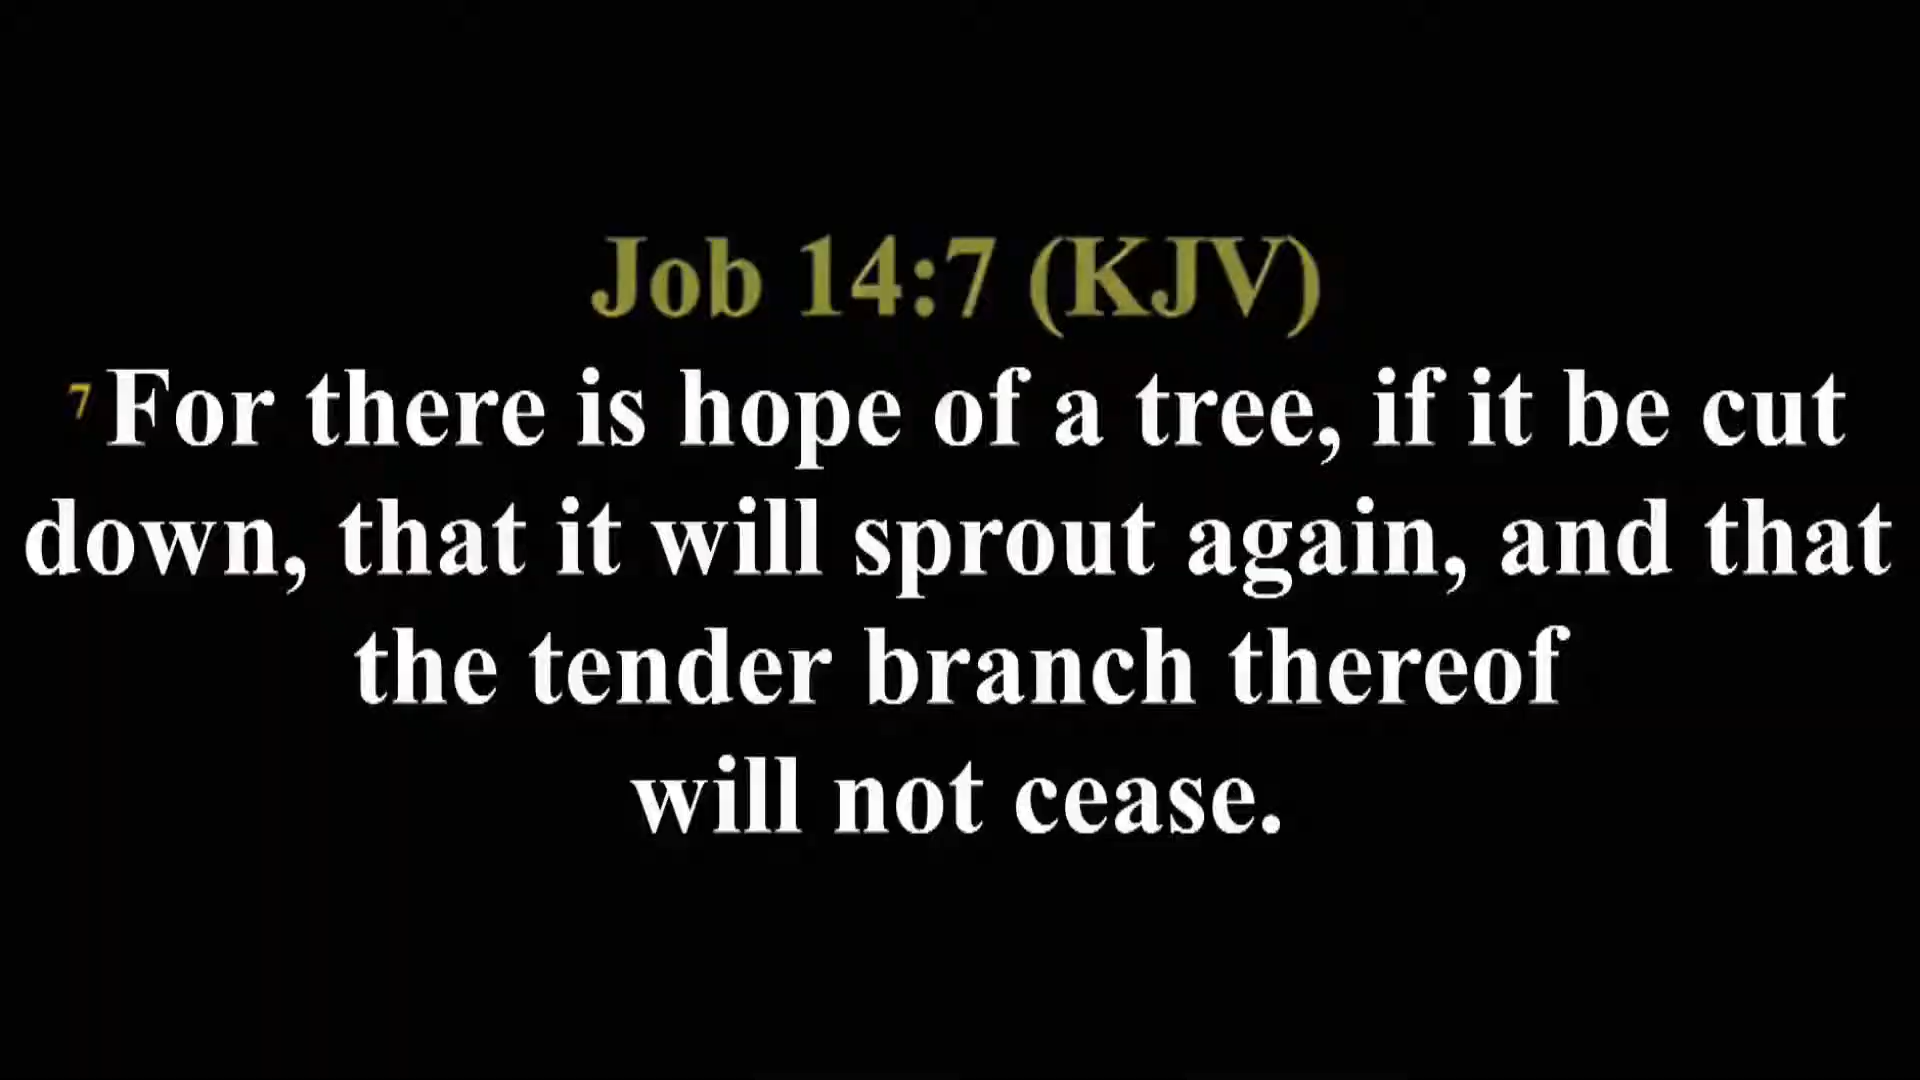 Job 14:7 (KJV)
7 For there is hope of a tree, if it be cut
down, that it will sprout again, and that
the tender branch thereof
will not cease.